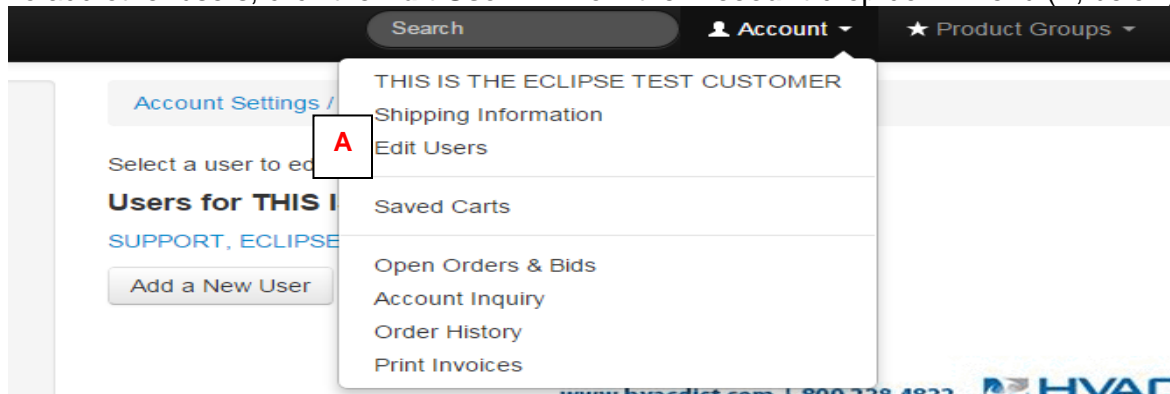 Search Account Product Groups
THIS IS THE ECLIPSE TEST CUSTOMER
Account Settings /
Shipping Information
A
Edit Users
Select a user to
Users for THIS
Saved Carts
SUPPORT, ECLIPSE
Open Orders & Bids
Add a New User
Account Inquiry
Order History
Print Invoices